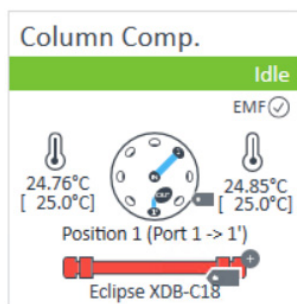 Column Comp.
Idle
EMF
24.76°C
[ 25.0°C]
24.85°C
[ 25.0°C]
Position 1 (Port 1 -> 1')
Eclipse XDB-C18